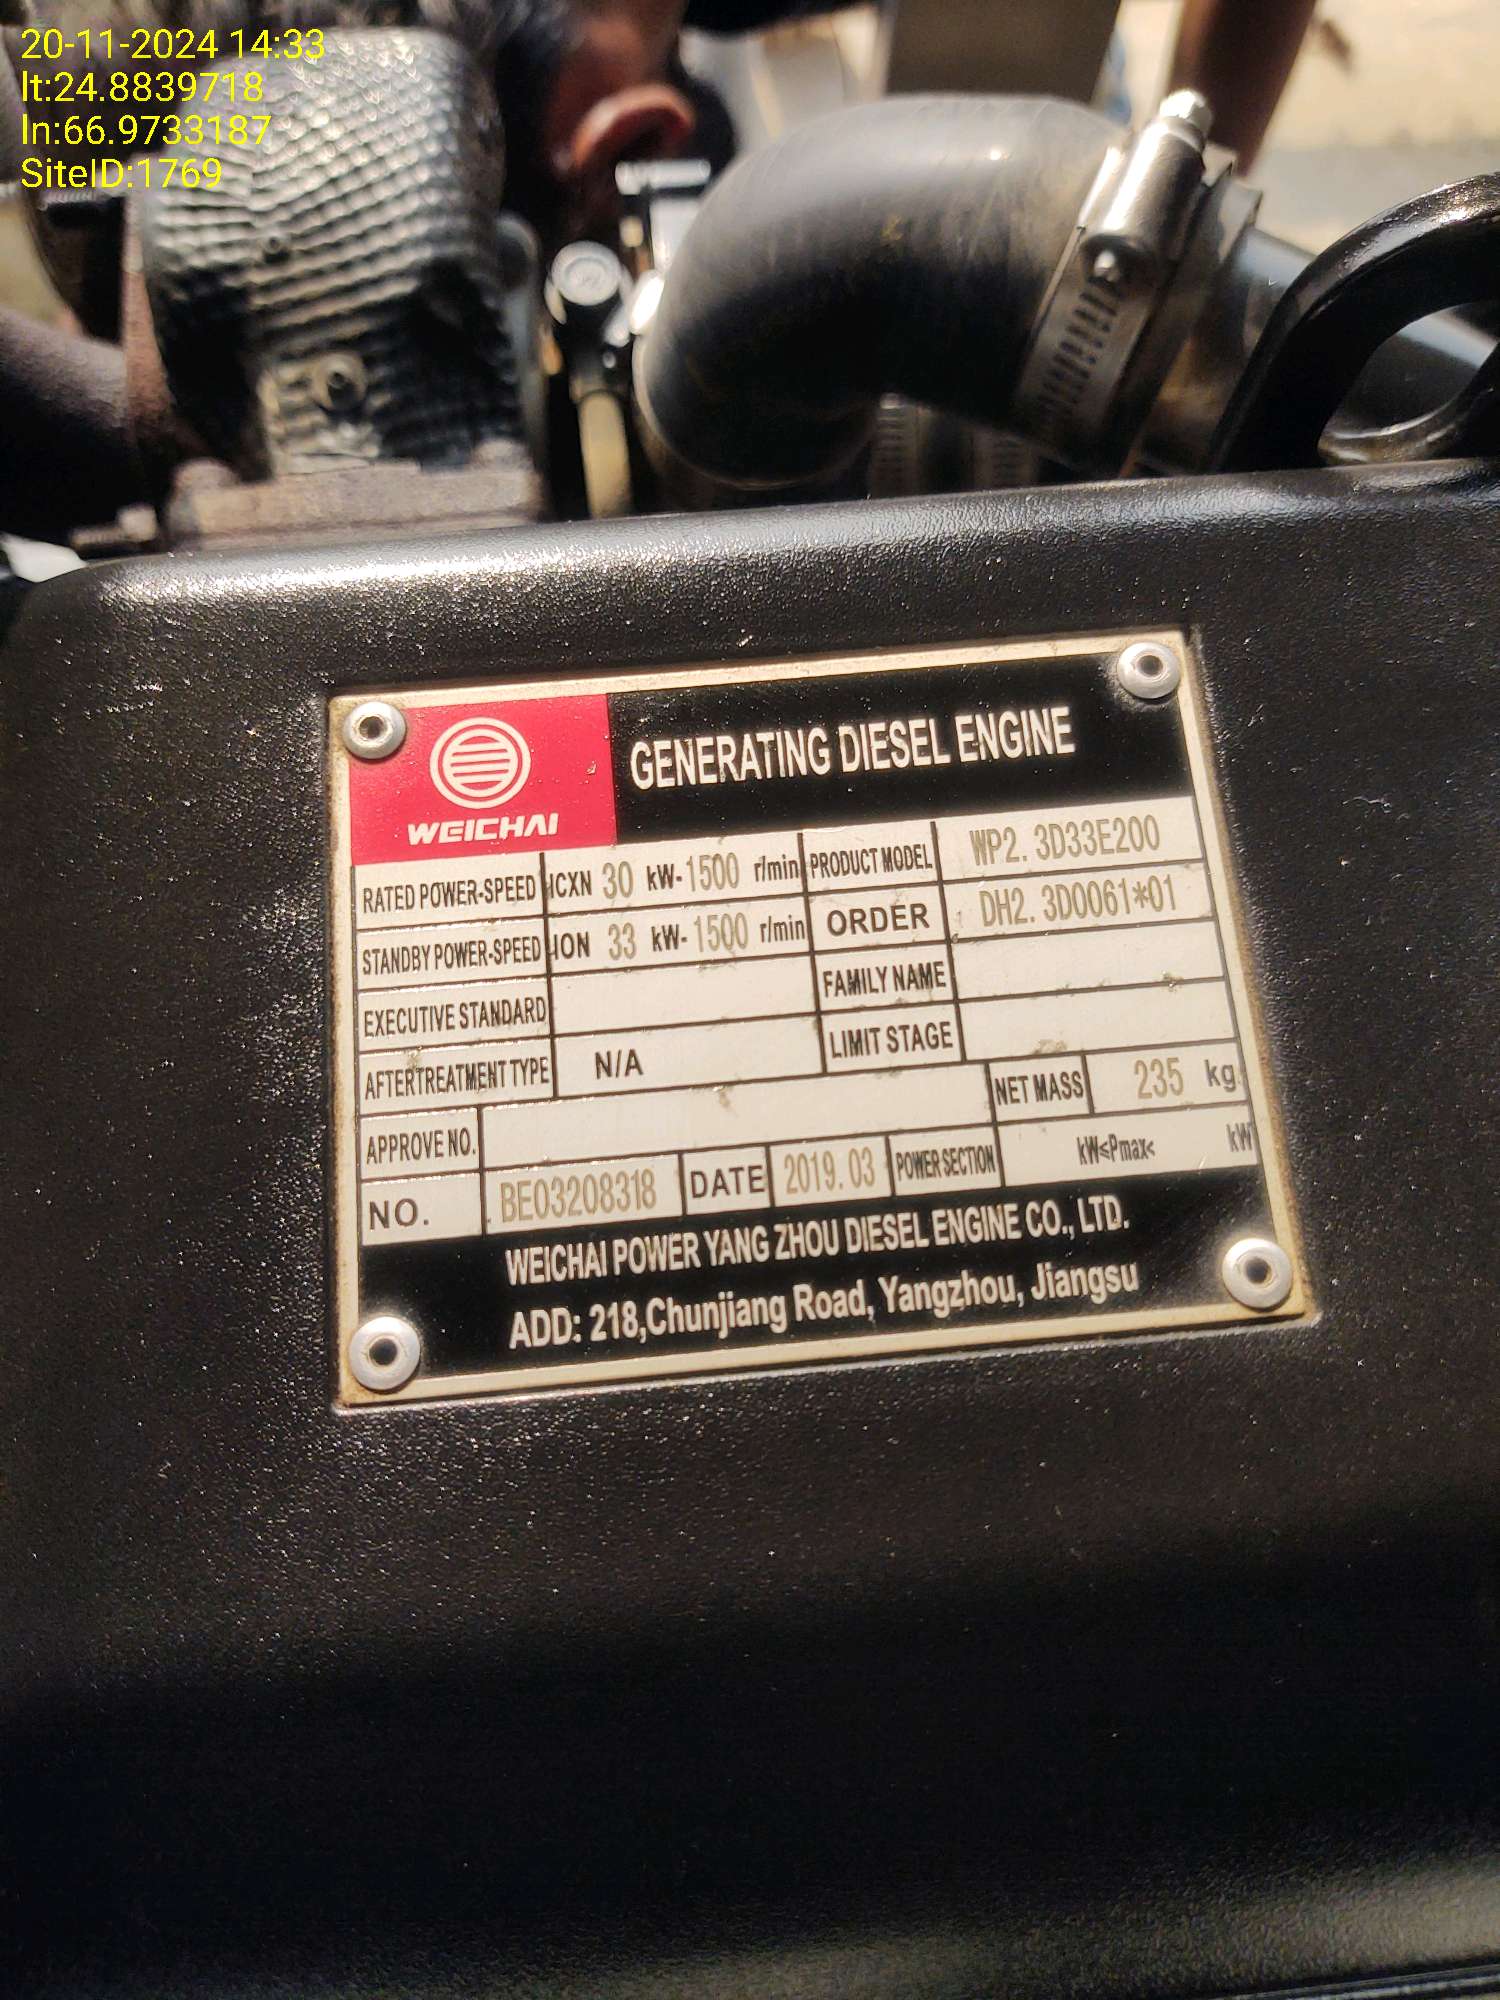 20-11-2024 14:33
lt:24.8839718
ln:66.9733187
SiteID:1769
WEICHAI
GENERATING DIESEL ENGINE
RATED POWER-SPEED ICXN 30 kW-1500 r/min PRODUCT MODEL WP2.3D33E200
STANDBY POWER-SPEED ION 33 kW-1500 r/min ORDER DH2.3D0061*01
EXECUTIVE STANDARD FAMILY NAME
AFTERTREATMENT TYPE N/A LIMIT STAGE
APPROVE NO. NET MASS 235 kg
NO. BE03208318 DATE 2019.03 POWER SECTION kW≤Pmax< kW
WEICHAI POWER YANG ZHOU DIESEL ENGINE CO., LTD.
ADD: 218,Chunjiang Road, Yangzhou, Jiangsu